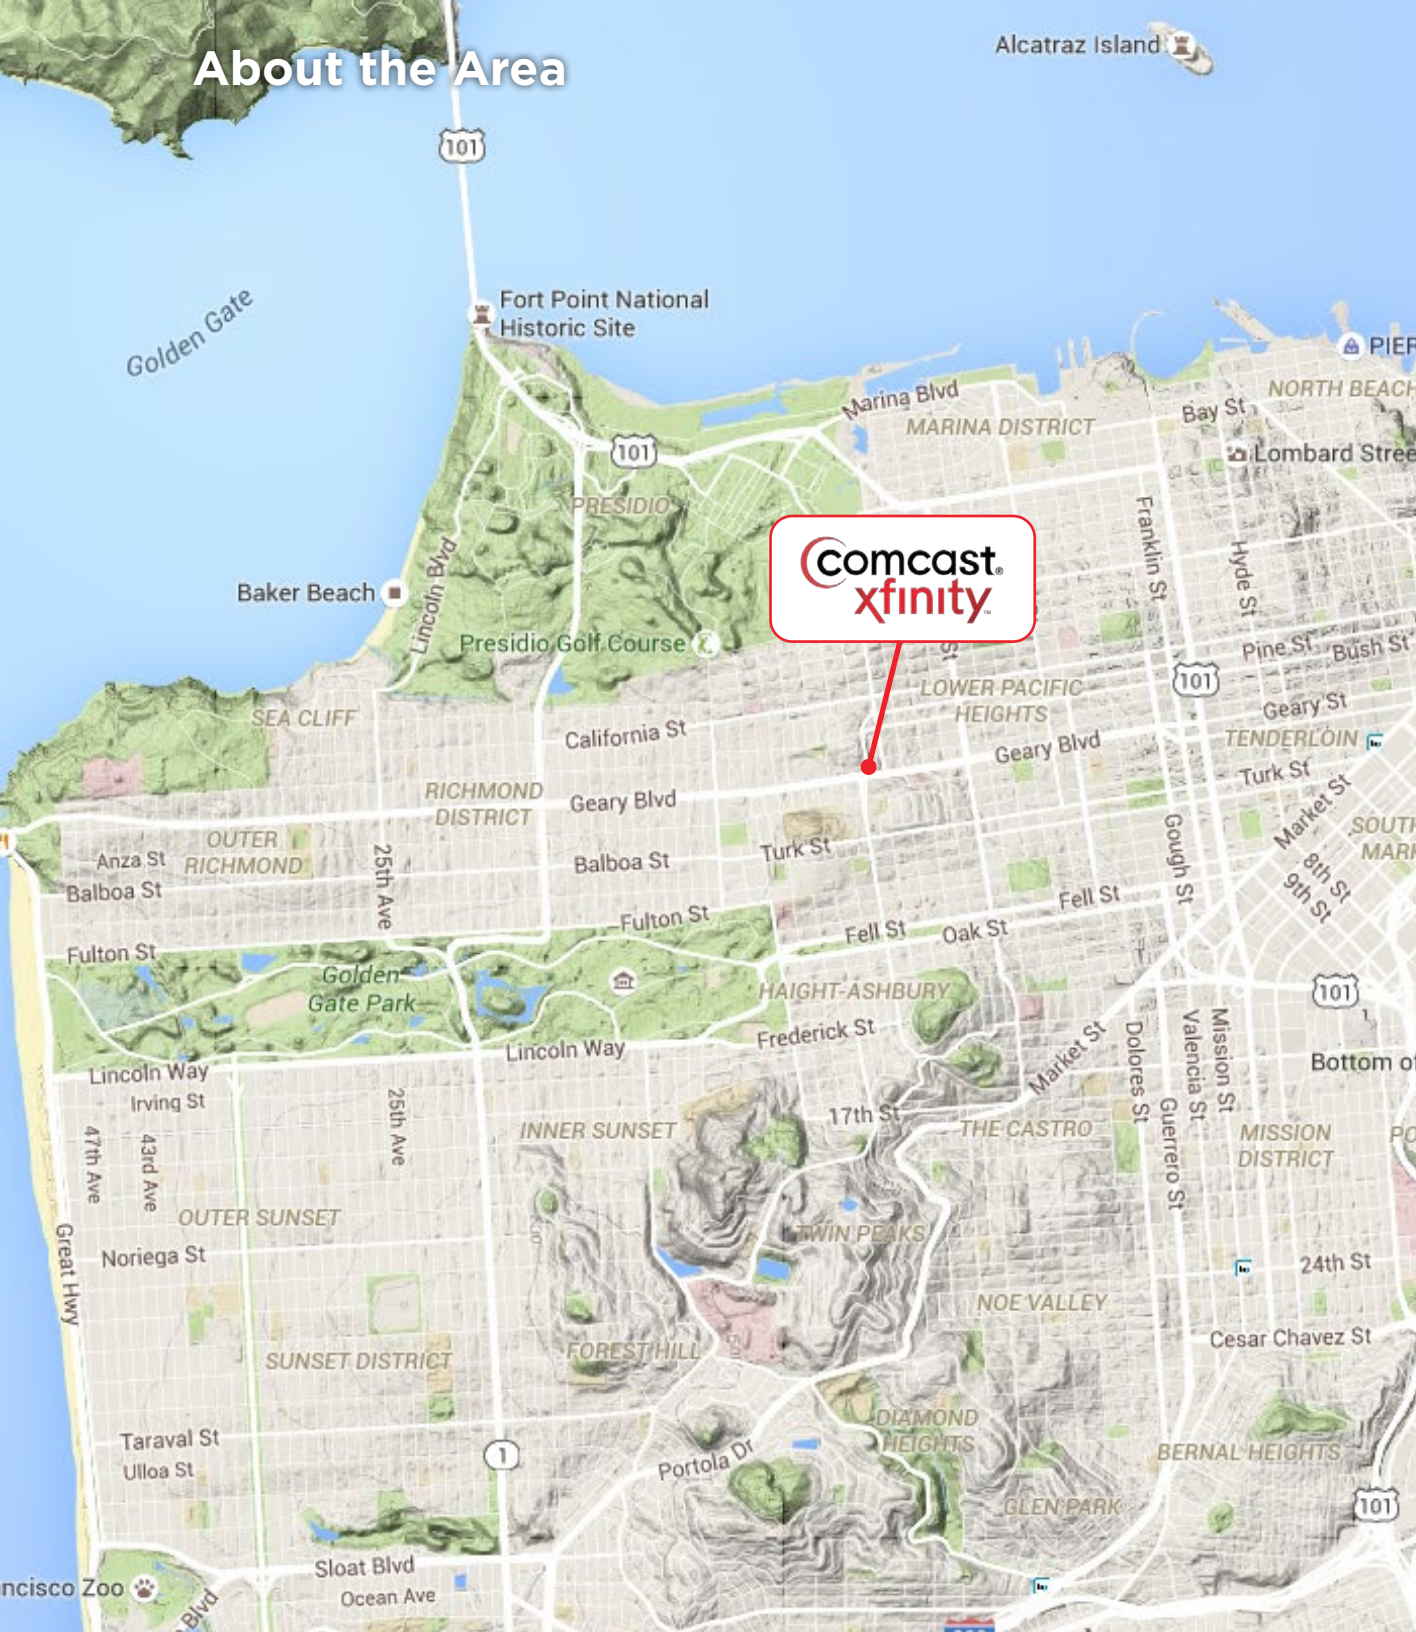 About the Area
Alcatraz Island
101
Golden Gate
Fort Point National
Historic Site
PIER
NORTH BEACH
Marina Blvd
Bay St
MARINA DISTRICT
101
Lombard Stree
PRESIDIO
Franklin St
Hyde St
comcast®
xfinity™
Lincoln Blvd
Baker Beach
Presidio Golf Course
St
Pine St
Bush St
101
LOWER PACIFIC
HEIGHTS
SEA CLIFF
California St
Geary St
Geary Blvd
TENDERLOIN
Turk St
RICHMOND
DISTRICT
Geary Blvd
Market St
OUTER
RICHMOND
Anza St
Balboa St
25th Ave
Balboa St
Turk St
Gough St
SOUTH
MARK
8th St
9th St
Fulton St
Fulton St
Fell St
Fell St
Oak St
Golden
Gate Park
HAIGHT-ASHBURY
101
Frederick St
Lincoln Way
Lincoln Way
Irving St
Market St
Dolores St
Valencia St
Mission St
Bottom of
47th Ave
43rd Ave
25th Ave
17th St
INNER SUNSET
THE CASTRO
Guerrero St
MISSION
DISTRICT
PO
OUTER SUNSET
TWIN PEAKS
Great Hwy
Noriega St
24th St
NOE VALLEY
Cesar Chavez St
FOREST HILL
SUNSET DISTRICT
DIAMOND
HEIGHTS
Taraval St
Ulloa St
1
Portola Dr
BERNAL HEIGHTS
GLEN PARK
101
Sloat Blvd
Ocean Ave
ncisco Zoo
Blvd